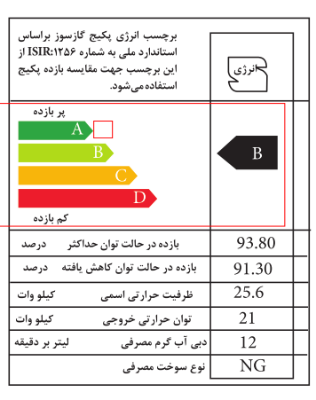 برچسب انرژی پکیج گازسوز براساس
استاندارد ملی به شماره ISIR:۱۲۵۶ از
این برچسب جهت مقایسه بازده پکیج
استفاده می‌شود.
انرژی
پر بازده
A
B
C
D
کم بازده
B
بازده در حالت توان حداکثر درصد 93.80
بازده در حالت توان کاهش یافته درصد 91.30
ظرفیت حرارتی اسمی کیلو وات 25.6
توان حرارتی خروجی کیلو وات 21
دبی آب گرم مصرفی لیتر بر دقیقه 12
نوع سوخت مصرفی NG